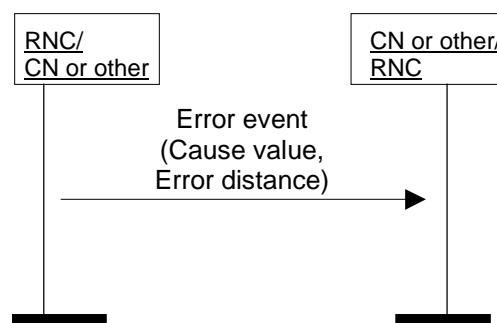 RNC/
CN or other
CN or other/
RNC
Error event
(Cause value,
Error distance)